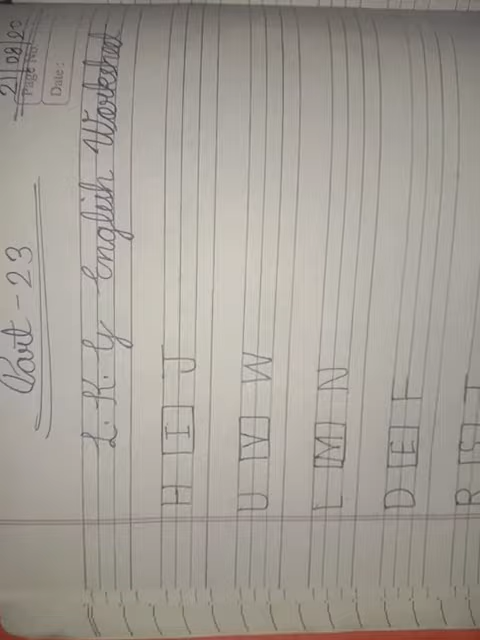 21/08/20
Page No.
Date:
Part-23
L.K.G English Worksheet
H I J
U V W
L M N
D E F
R S T